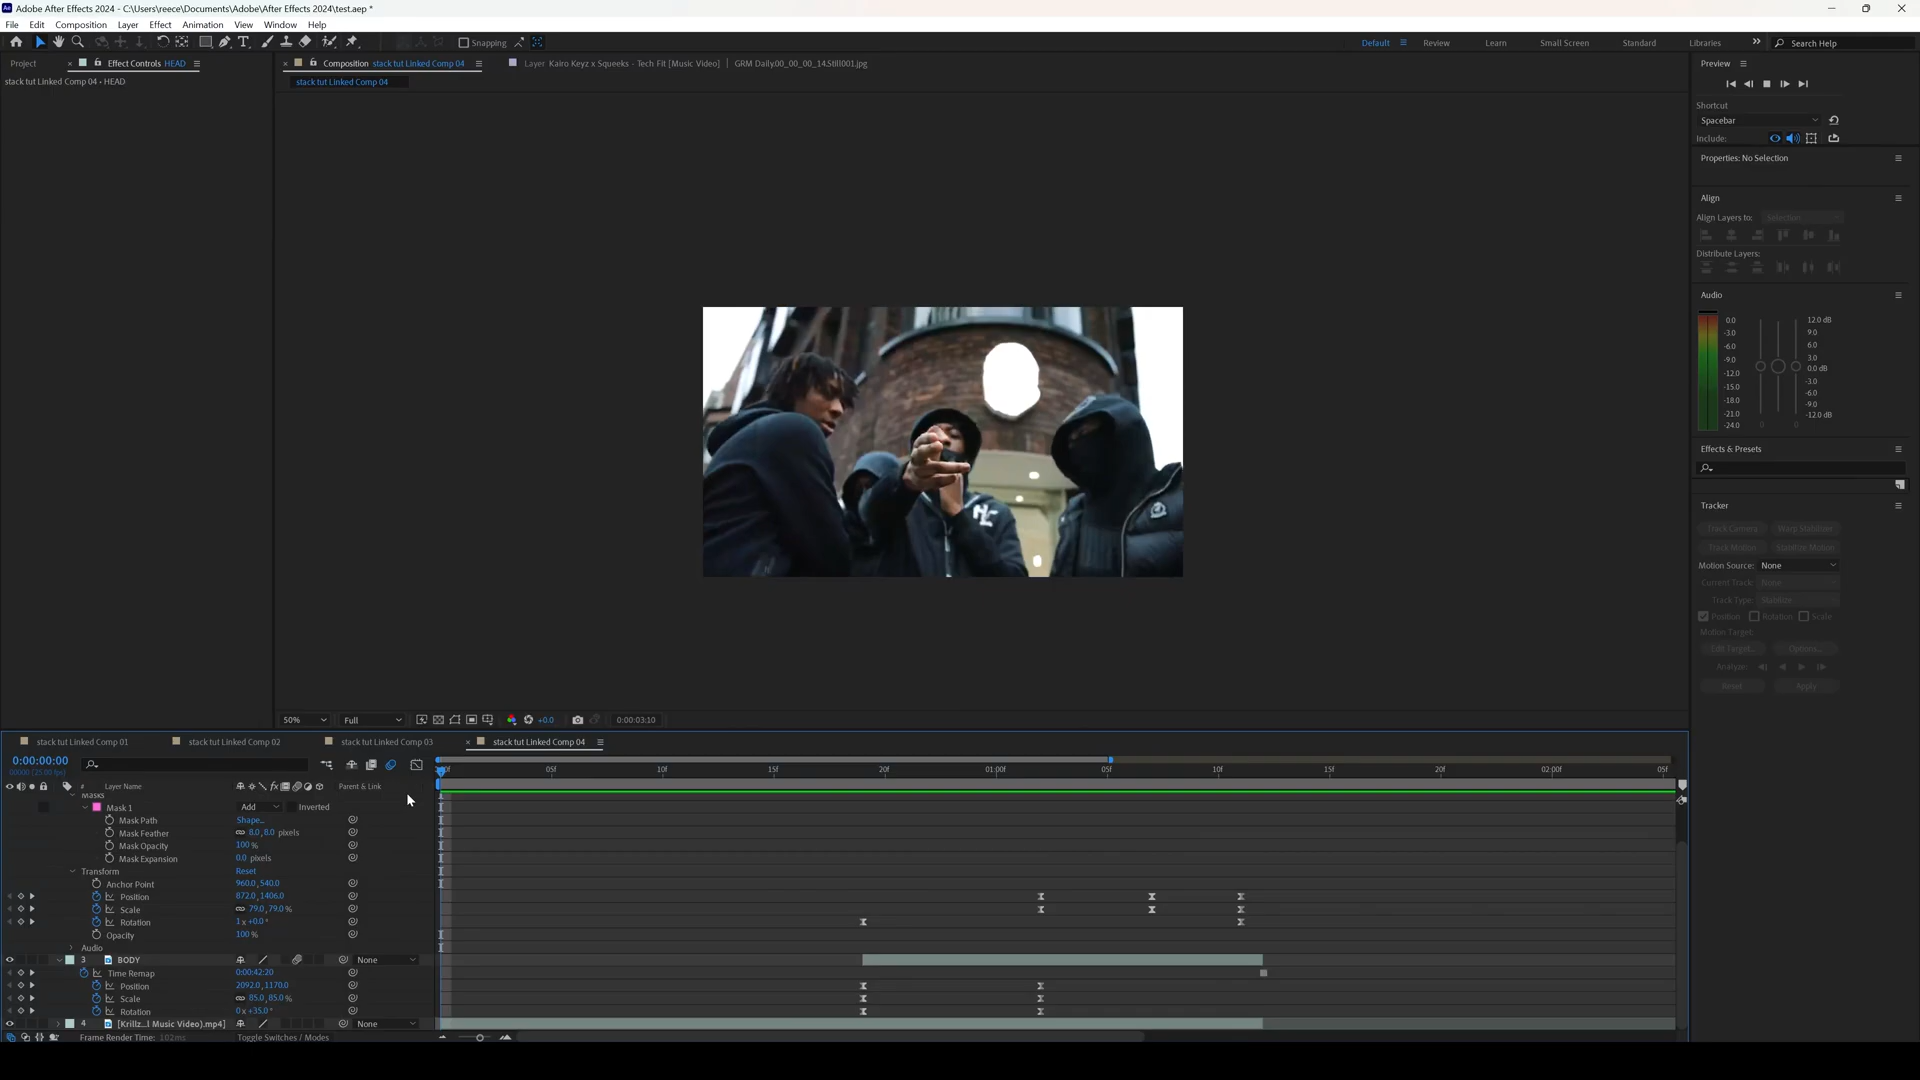 Adobe After Effects 2024 - C:\Users\reece\Documents\Adobe\After Effects 2024\test.aep *
File Edit Composition Layer Effect Animation View Window Help
Snapping
Default Review Learn Small Screen Standard Libraries Search Help
Project Effect Controls HEAD
stack tut Linked Comp 04 • HEAD
Composition stack tut Linked Comp 04 Layer Kairo Keyz x Squeeks - Tech Fit [Music Video] | GRM Daily.00_00_00_14.Still001.jpg
stack tut Linked Comp 04
Preview
Shortcut
Spacebar
Include:
Properties: No Selection
Align
Align Layers to: Selection
Distribute Layers:
Audio
0.0 12.0 dB
-3.0 9.0
-6.0 6.0
-9.0 3.0
-12.0 0.0 dB
-15.0 -3.0
-18.0 -6.0
-21.0 -9.0
-24.0 -12.0 dB
Effects & Presets
Tracker
Track Camera Warp Stabilizer
Track Motion Stabilize Motion
Motion Source: None
Current Track: None
Track Type: Stabilize
Position Rotation Scale
Motion Target:
Edit Target... Options...
Analyze:
Reset Apply
50% Full +0.0 0:00:03:10
stack tut Linked Comp 01 stack tut Linked Comp 02 stack tut Linked Comp 03 stack tut Linked Comp 04
0:00:00:00
00000 (25.00 fps)
05f 10f 15f 20f 01:00f 05f 10f 15f 20f 02:00f 05f
# Layer Name Parent & Link
Masks
Mask 1 Add Inverted
Mask Path Shape...
Mask Feather 8.0,8.0 pixels
Mask Opacity 100 %
Mask Expansion 0.0 pixels
Transform Reset
Anchor Point 960.0,540.0
Position 872.0,1406.0
Scale 79.0,79.0 %
Rotation 1 x +0.0 °
Opacity 100 %
Audio
3 BODY None
Time Remap 0:00:42:20
Position 2092.0,1170.0
Scale 85.0,85.0 %
Rotation 0 x +35.0 °
4 [Krillz...l Music Video).mp4] None
Frame Render Time: 102ms Toggle Switches / Modes